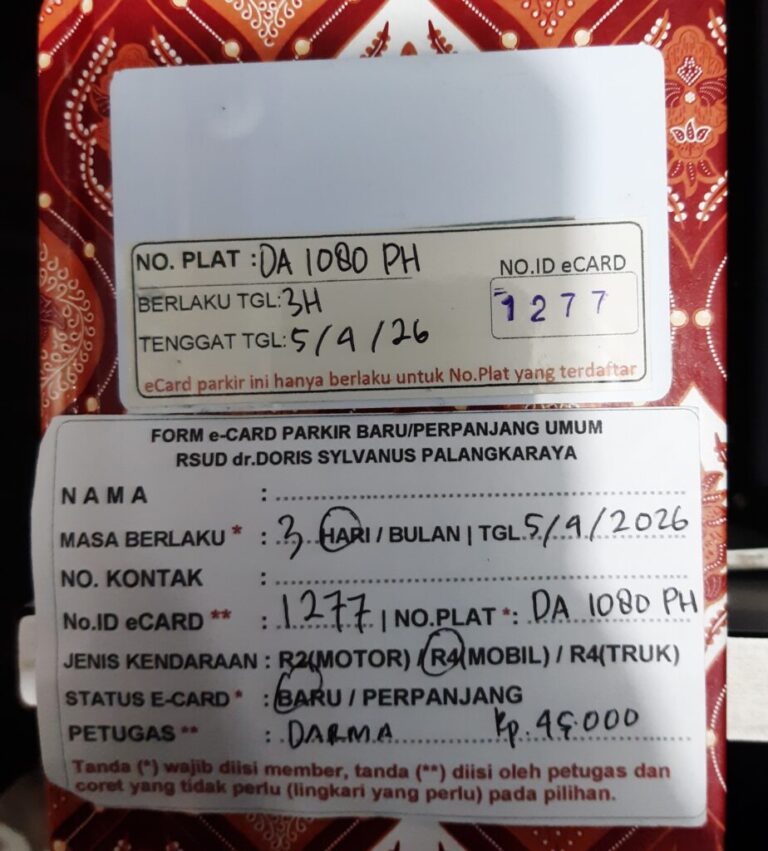 NO. PLAT : DA 1080 PH
NO.ID eCARD
BERLAKU TGL: 3H
1277
TENGGAT TGL: 5/4/26
eCard parkir ini hanya berlaku untuk No.Plat yang terdaftar
FORM e-CARD PARKIR BARU/PERPANJANG UMUM
RSUD dr.DORIS SYLVANUS PALANGKARAYA
NAMA :
MASA BERLAKU * : 3 HARI / BULAN | TGL 5/4/2026
NO. KONTAK :
No.ID eCARD ** : 1277 | NO.PLAT *: DA 1080 PH
JENIS KENDARAAN : R2(MOTOR) / R4(MOBIL) / R4(TRUK)
STATUS E-CARD * : BARU / PERPANJANG
PETUGAS ** : DARMA Rp. 45.000
Tanda (*) wajib diisi member, tanda (**) diisi oleh petugas dan
coret yang tidak perlu (lingkari yang perlu) pada pilihan.